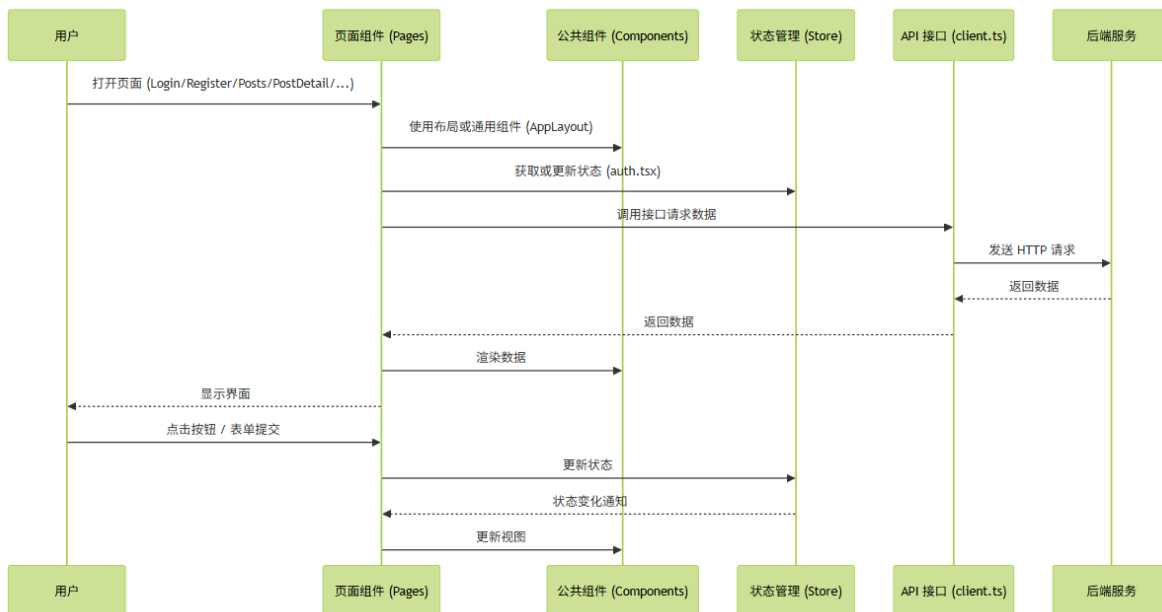 用户
页面组件 (Pages)
公共组件 (Components)
状态管理 (Store)
API 接口 (client.ts)
后端服务
打开页面 (Login/Register/Posts/PostDetail/...)
使用布局或通用组件 (AppLayout)
获取或更新状态 (auth.tsx)
调用接口请求数据
发送 HTTP 请求
返回数据
返回数据
渲染数据
显示界面
点击按钮 / 表单提交
更新状态
状态变化通知
更新视图
用户
页面组件 (Pages)
公共组件 (Components)
状态管理 (Store)
API 接口 (client.ts)
后端服务